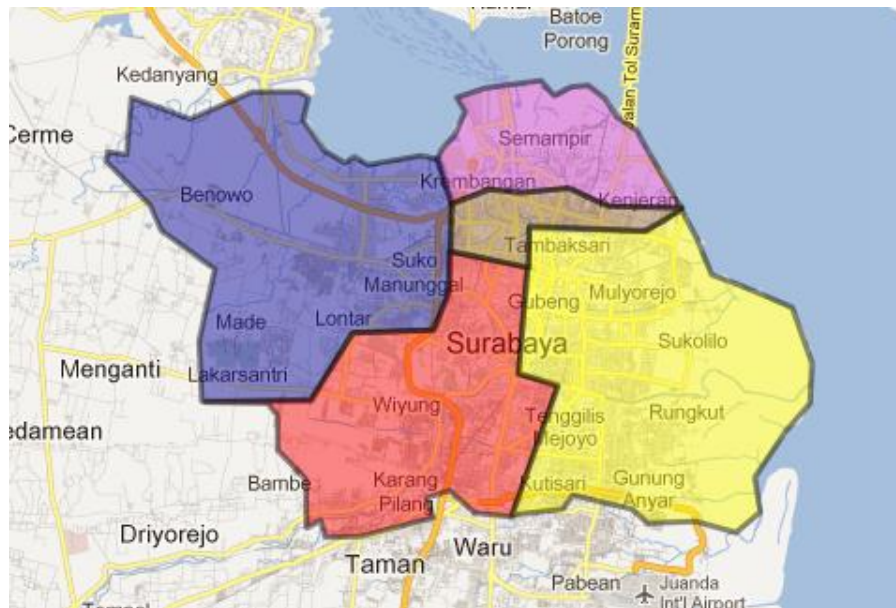 Batoe
Porong
Jalan Tol Suram
Kedanyang
Cerme
Semampir
Krembangan
Kenjeran
Benowo
Tambaksari
Suko
Manunggal
Gubeng
Mulyorejo
Made
Lontar
Surabaya
Sukolilo
Menganti
Lakarsantri
Wiyung
Rungkut
Tenggilis
Mejoyo
edamean
Bambe
Karang
Pilang
Kutisari
Gunung
Anyar
Driyorejo
Taman
Waru
Pabean
Juanda
Int'l Airport